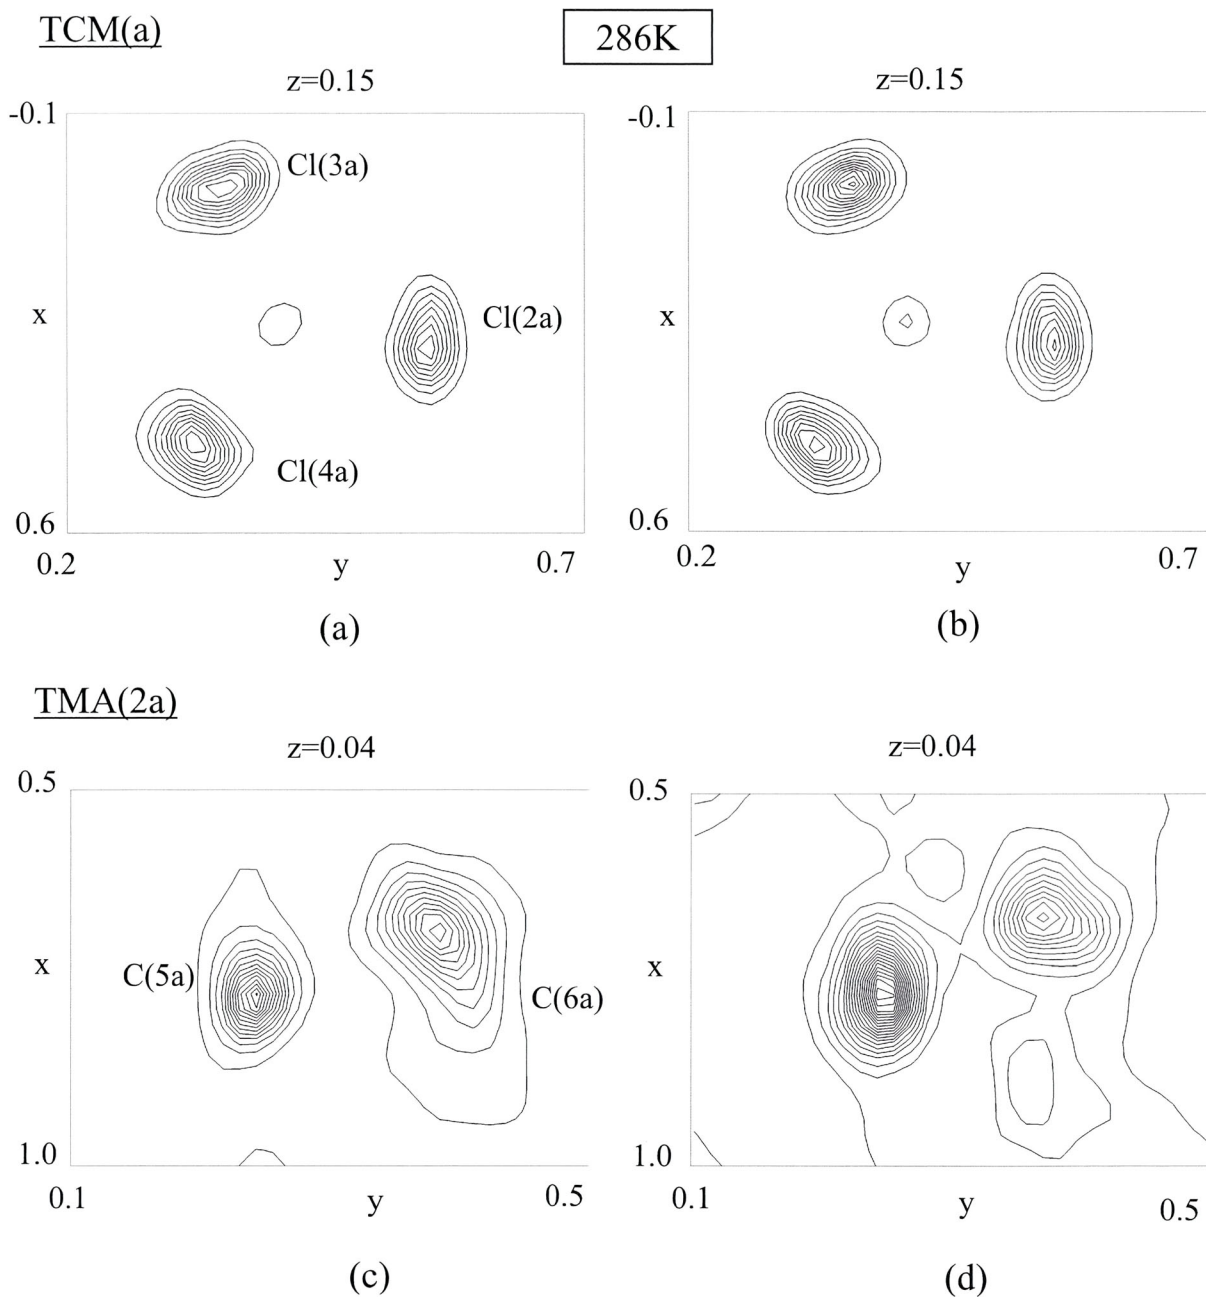 TCM(a)
286K
z=0.15
z=0.15
-0.1
-0.1
Cl(3a)
x
Cl(2a)
x
Cl(4a)
0.6
0.6
0.2
y
0.7
0.2
y
0.7
(a)
(b)
TMA(2a)
z=0.04
z=0.04
0.5
0.5
x
C(5a)
C(6a)
x
1.0
1.0
0.1
y
0.5
0.1
y
0.5
(c)
(d)